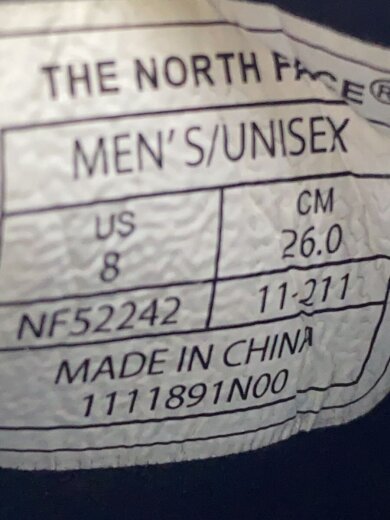 THE NORTH FACE®
MEN'S/UNISEX
US CM
8 26.0
NF52242 11-211
MADE IN CHINA
1111891N00